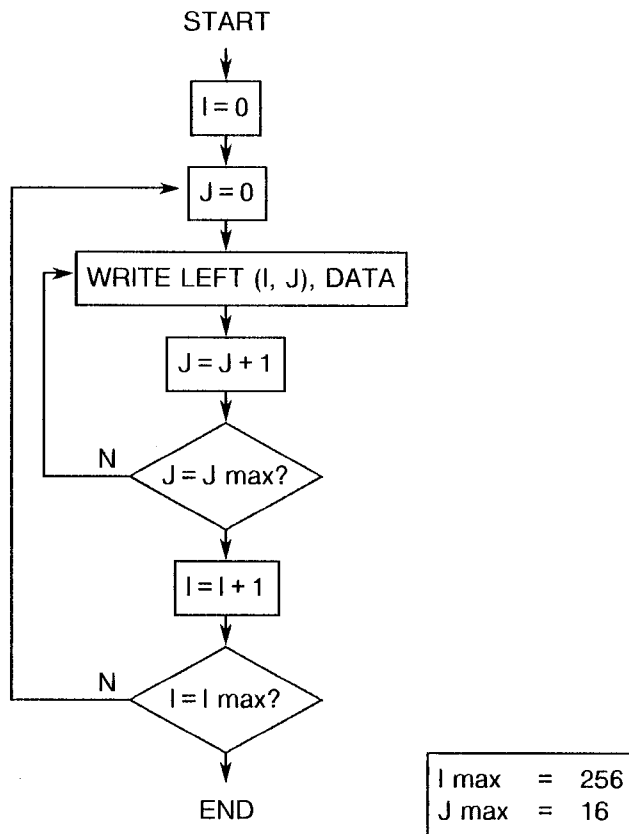 START
I = 0
J = 0
WRITE LEFT (I, J), DATA
J = J + 1
N
J = J max?
I = I + 1
N
I = I max?
END
I max = 256
J max = 16